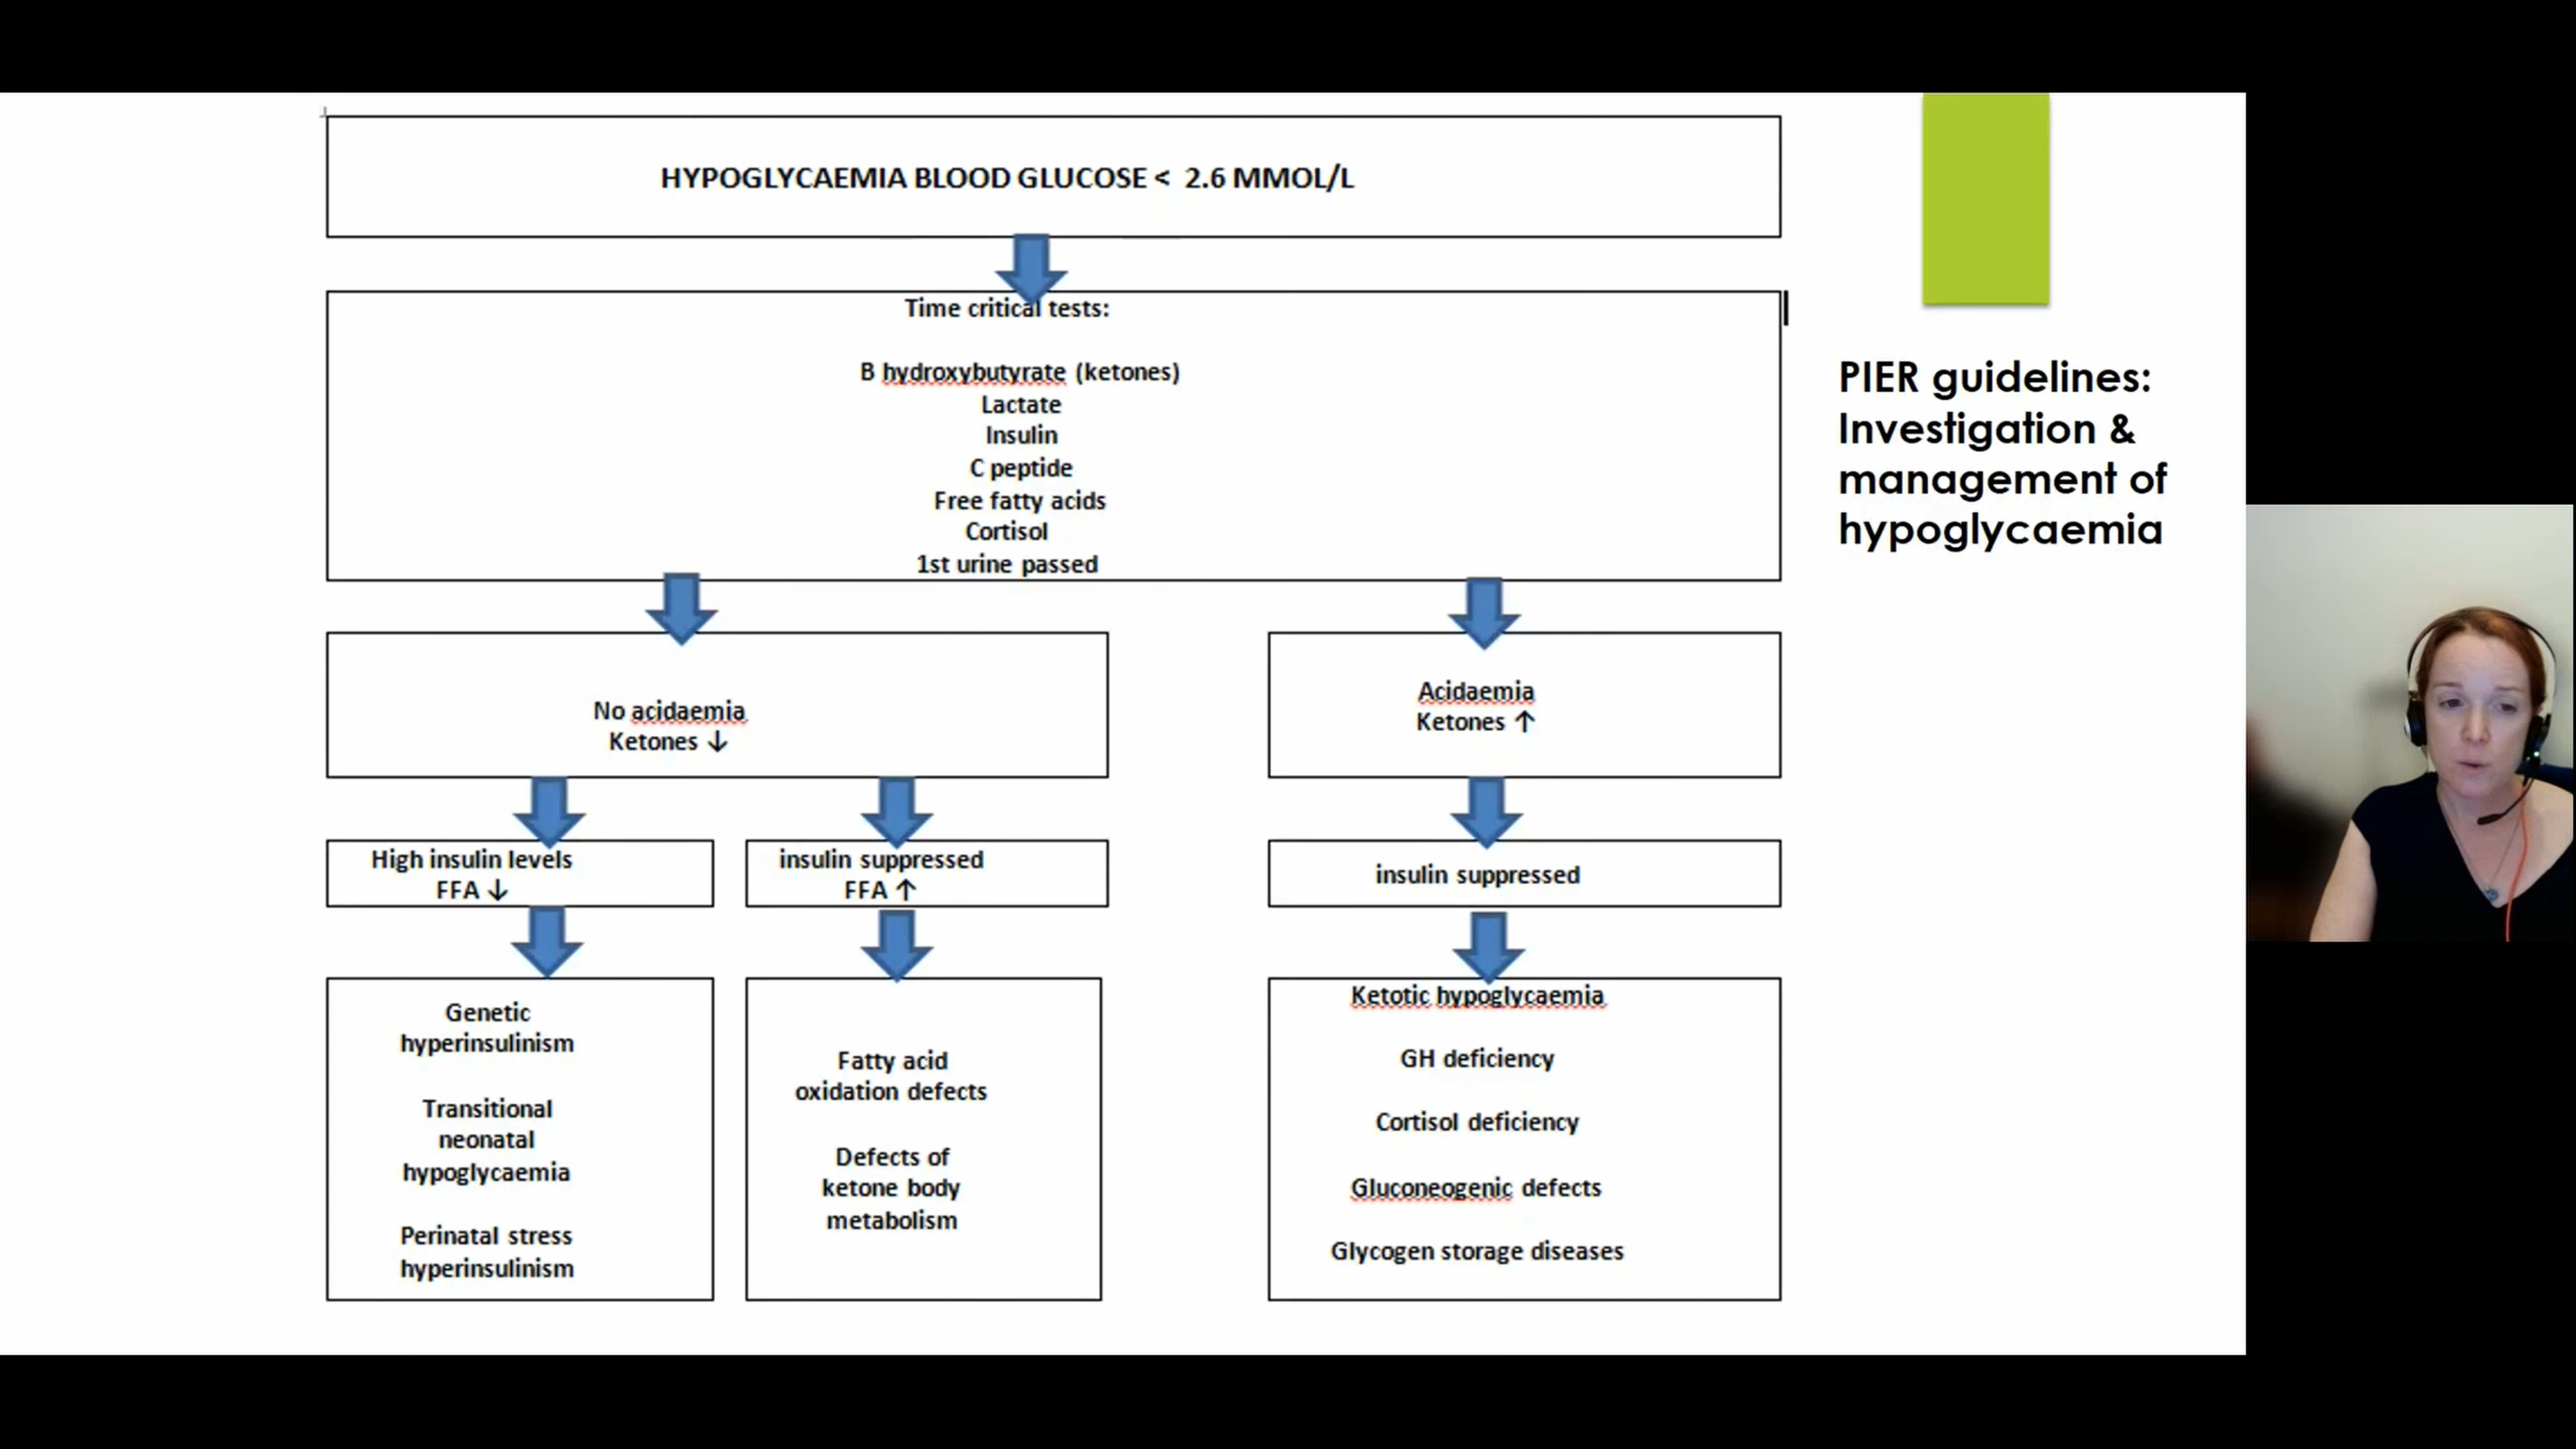 HYPOGLYCAEMIA BLOOD GLUCOSE < 2.6 MMOL/L
Time critical tests:
B hydroxybutyrate (ketones)
Lactate
Insulin
C peptide
Free fatty acids
Cortisol
1st urine passed
No acidaemia
Ketones ↓
Acidaemia
Ketones ↑
High insulin levels
FFA ↓
insulin suppressed
FFA ↑
insulin suppressed
Genetic
hyperinsulinism
Transitional
neonatal
hypoglycaemia
Perinatal stress
hyperinsulinism
Fatty acid
oxidation defects
Defects of
ketone body
metabolism
Ketotic hypoglycaemia
GH deficiency
Cortisol deficiency
Gluconeogenic defects
Glycogen storage diseases
PIER guidelines:
Investigation &
management of
hypoglycaemia